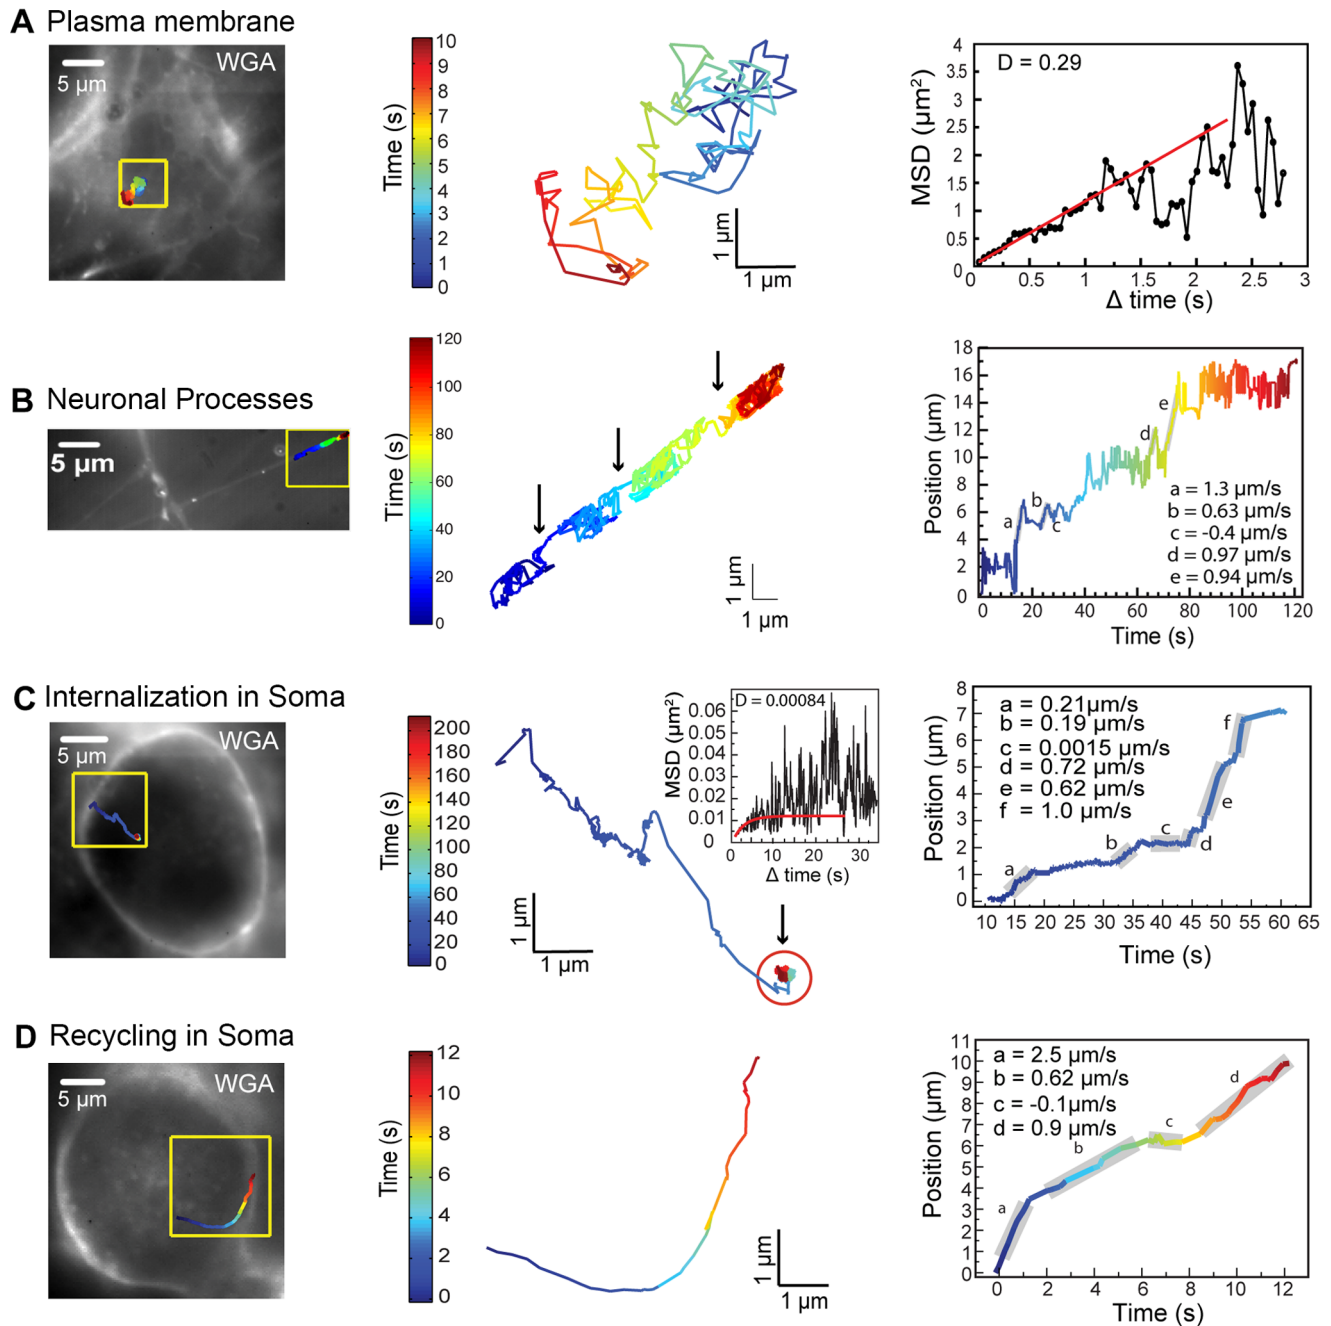 A Plasma membrane
WGA
5 µm
Time (s)
10
9
8
7
6
5
4
3
2
1
0
1 µm
1 µm
D = 0.29
MSD (µm²)
4
3.5
3
2.5
2
1.5
1
0.5
0
0 0.5 1 1.5 2 2.5 3
Δ time (s)
B Neuronal Processes
5 µm
Time (s)
120
100
80
60
40
20
0
1 µm
1 µm
Position (µm)
18
16
14
12
10
8
6
4
2
0
a
b
c
d
e
a = 1.3 µm/s
b = 0.63 µm/s
c = -0.4 µm/s
d = 0.97 µm/s
e = 0.94 µm/s
0 20 40 60 80 100 120
Time (s)
C Internalization in Soma
WGA
5 µm
Time (s)
200
180
160
140
120
100
80
60
40
20
0
1 µm
1 µm
D = 0.00084
MSD (µm²)
0.06
0.05
0.04
0.03
0.02
0.01
0
0 10 20 30
Δ time (s)
Position (µm)
8
7
6
5
4
3
2
1
0
a = 0.21µm/s
b = 0.19 µm/s
c = 0.0015 µm/s
d = 0.72 µm/s
e = 0.62 µm/s
f = 1.0 µm/s
a
b
c
d
e
f
10 15 20 25 30 35 40 45 50 55 60 65
Time (s)
D Recycling in Soma
WGA
5 µm
Time (s)
12
10
8
6
4
2
0
1 µm
1 µm
Position (µm)
11
10
9
8
7
6
5
4
3
2
1
0
a = 2.5 µm/s
b = 0.62 µm/s
c = -0.1µm/s
d = 0.9 µm/s
a
b
c
d
0 2 4 6 8 10 12
Time (s)